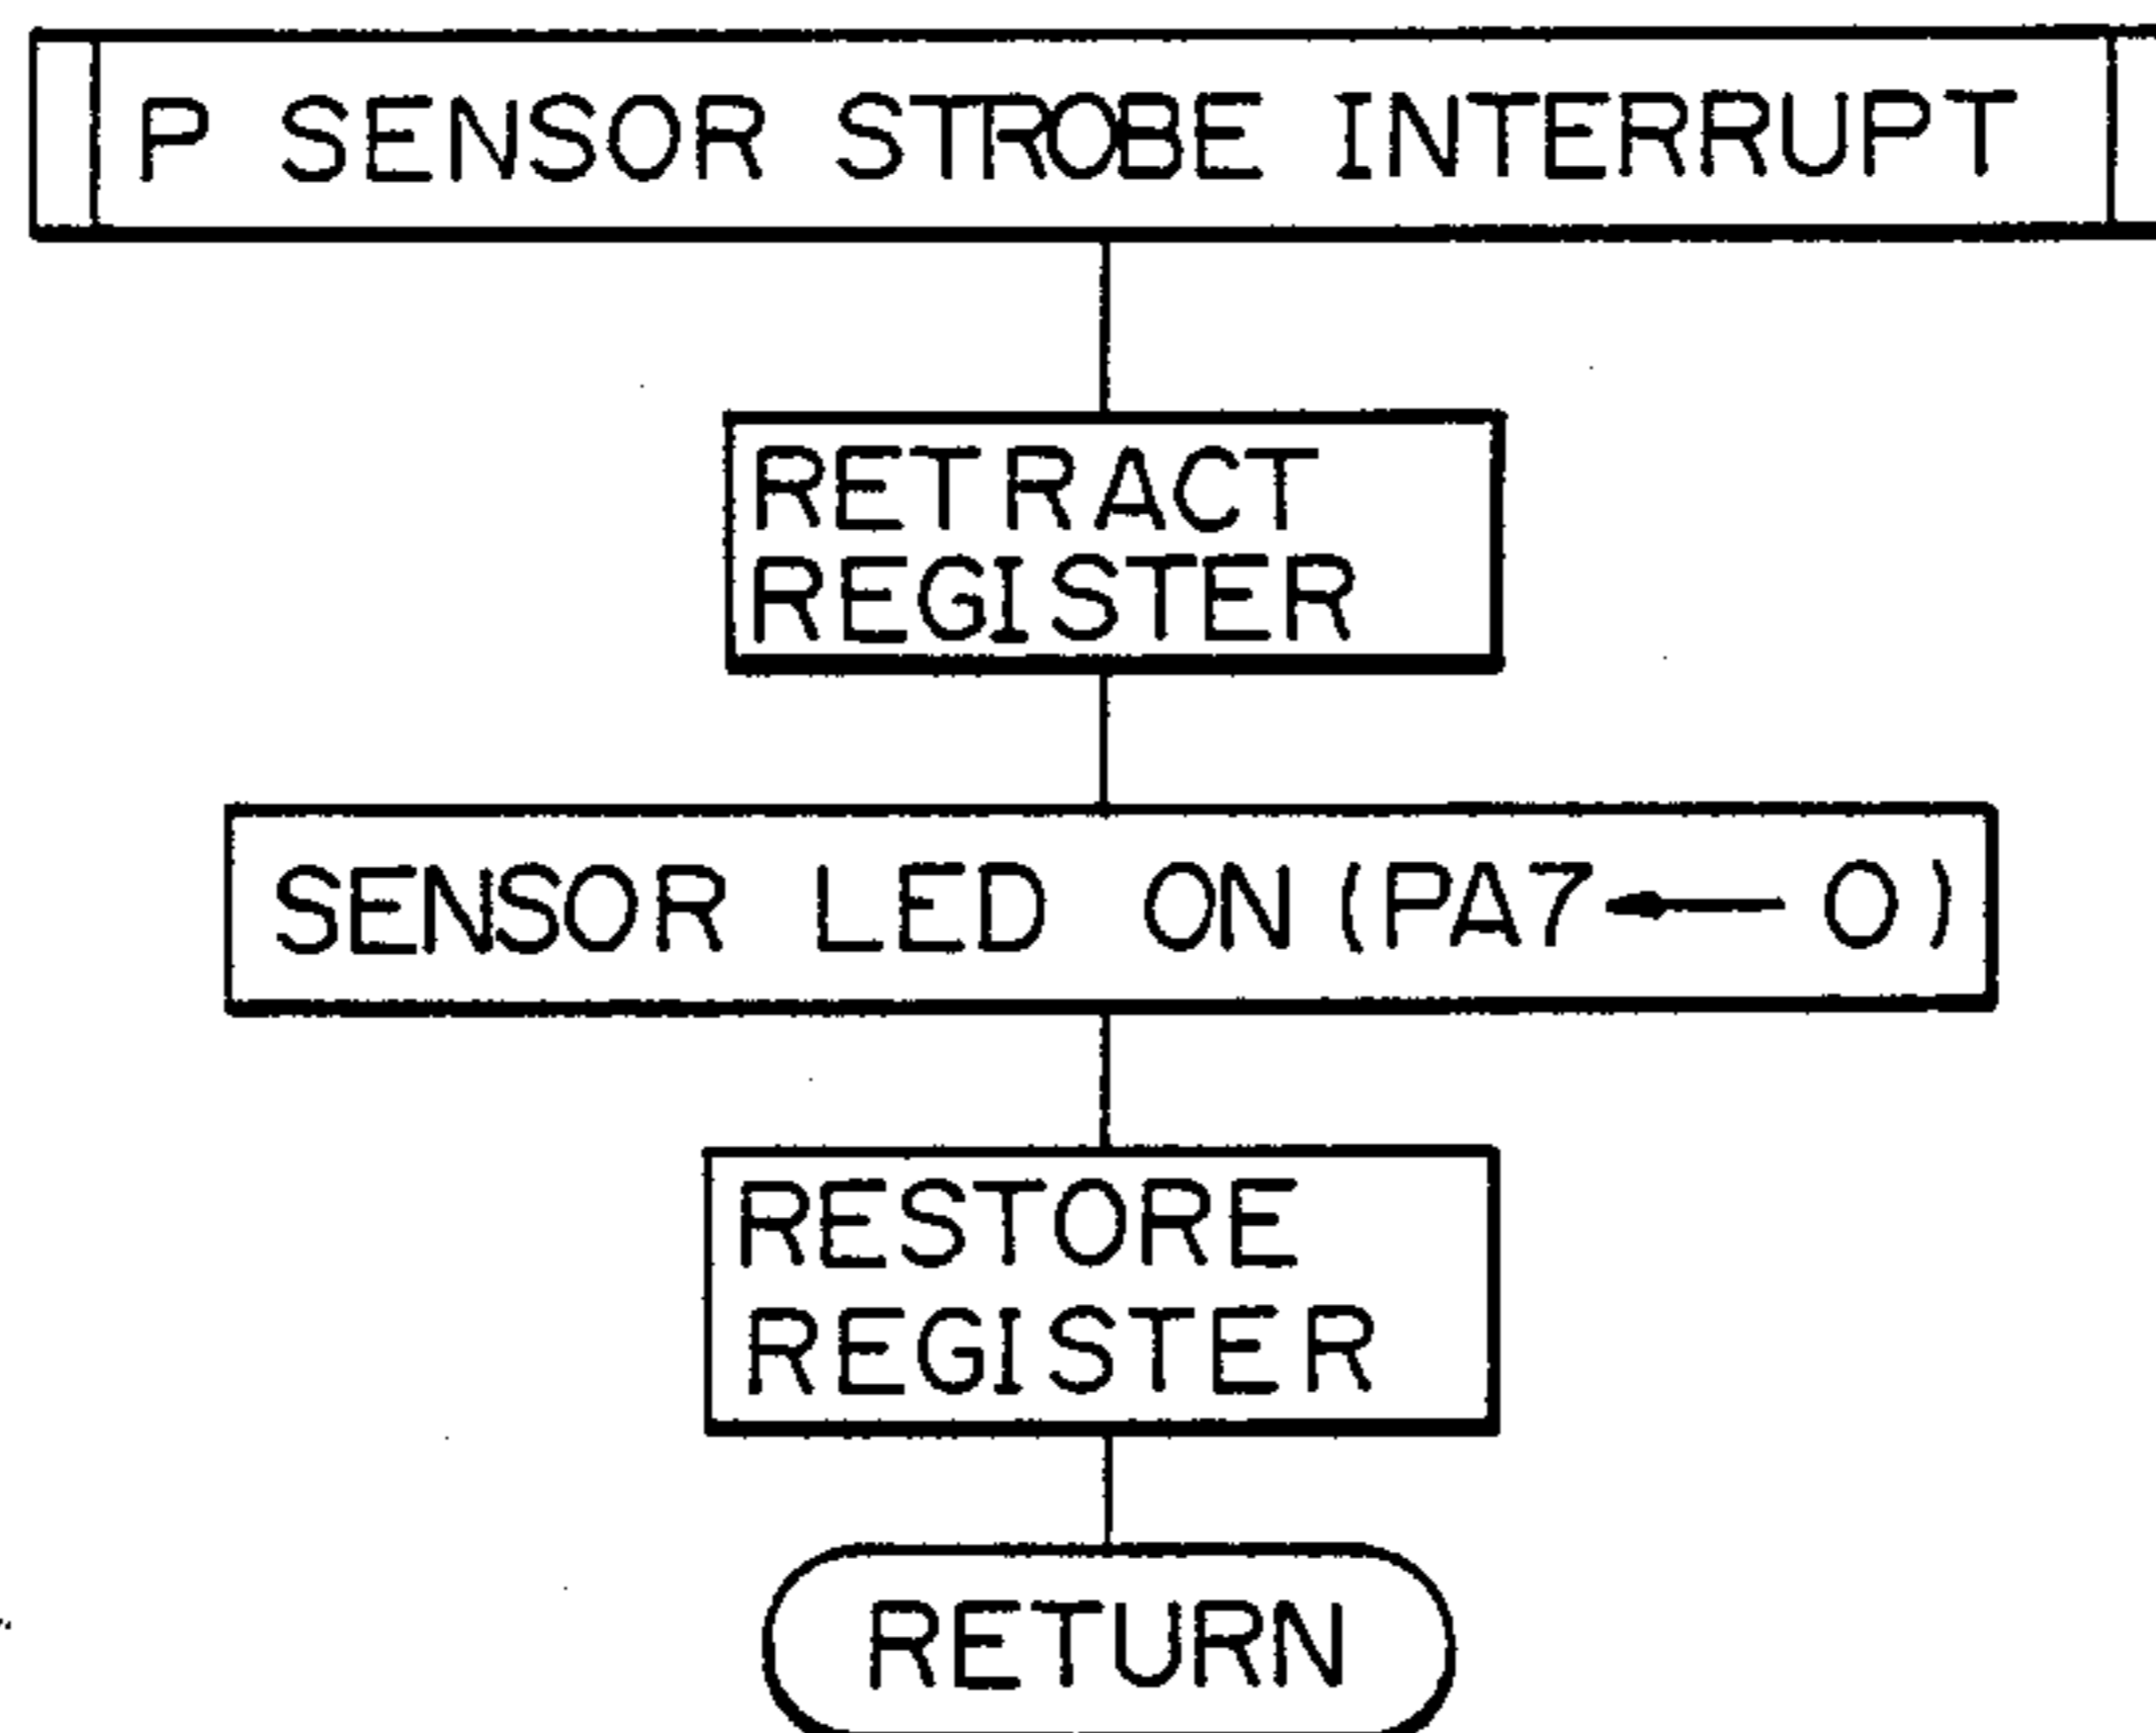 P SENSOR STROBE INTERRUPT
RETRACT
REGISTER
SENSOR LED ON (PA7 ← 0)
RESTORE
REGISTER
RETURN